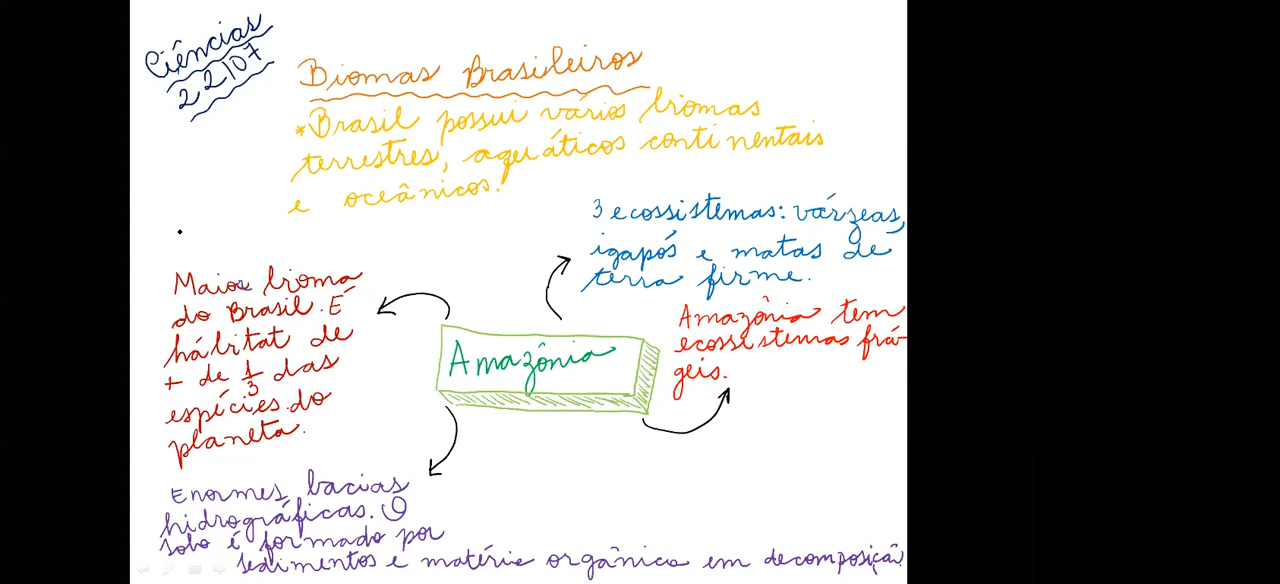 Ciências
22/07
Biomas Brasileiros
*Brasil possui vários biomas
terrestres, aquáticos continentais
e oceânicos.
3 ecossistemas: várzeas,
igapós e matas de
terra firme.
Maior bioma
do Brasil. É
hábitat de
+ de 1/3 das
espécies do
planeta.
Amazônia
Amazônia tem
ecossistemas frá-
geis.
Enormes bacias
hidrográficas. O
solo é formado por
sedimentos e matéria orgânica em decomposição